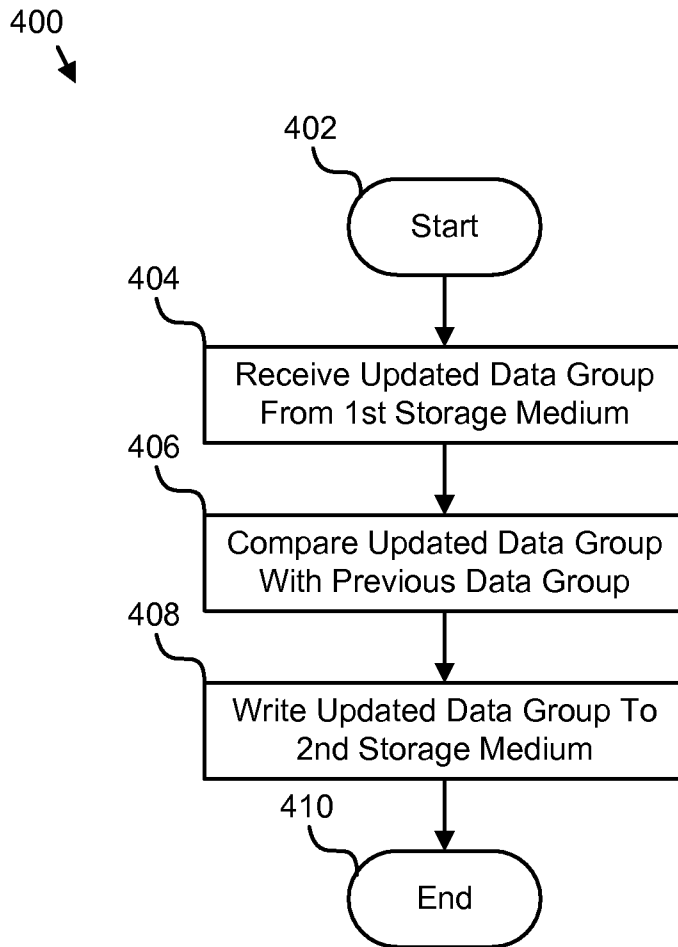 400
402
Start
404
Receive Updated Data Group
From 1st Storage Medium
406
Compare Updated Data Group
With Previous Data Group
408
Write Updated Data Group To
2nd Storage Medium
410
End